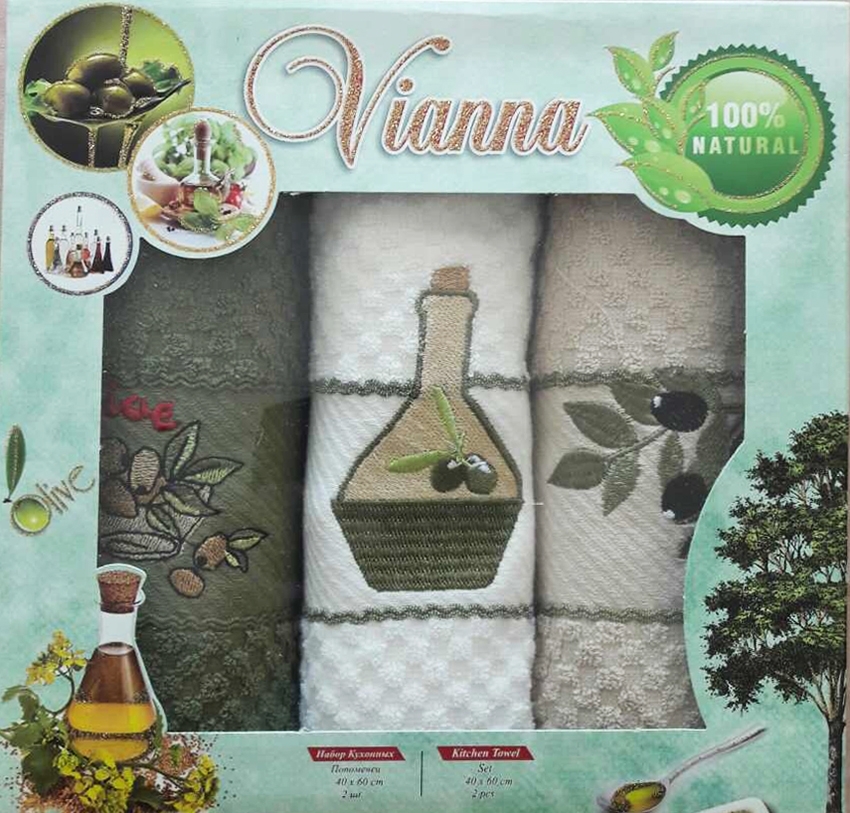 Vianna
100%
NATURAL
Olive
Набор Кухонных
40 x 60 cm
2 шт.
Kitchen Towel
Set
40 x 60 cm
2 pcs